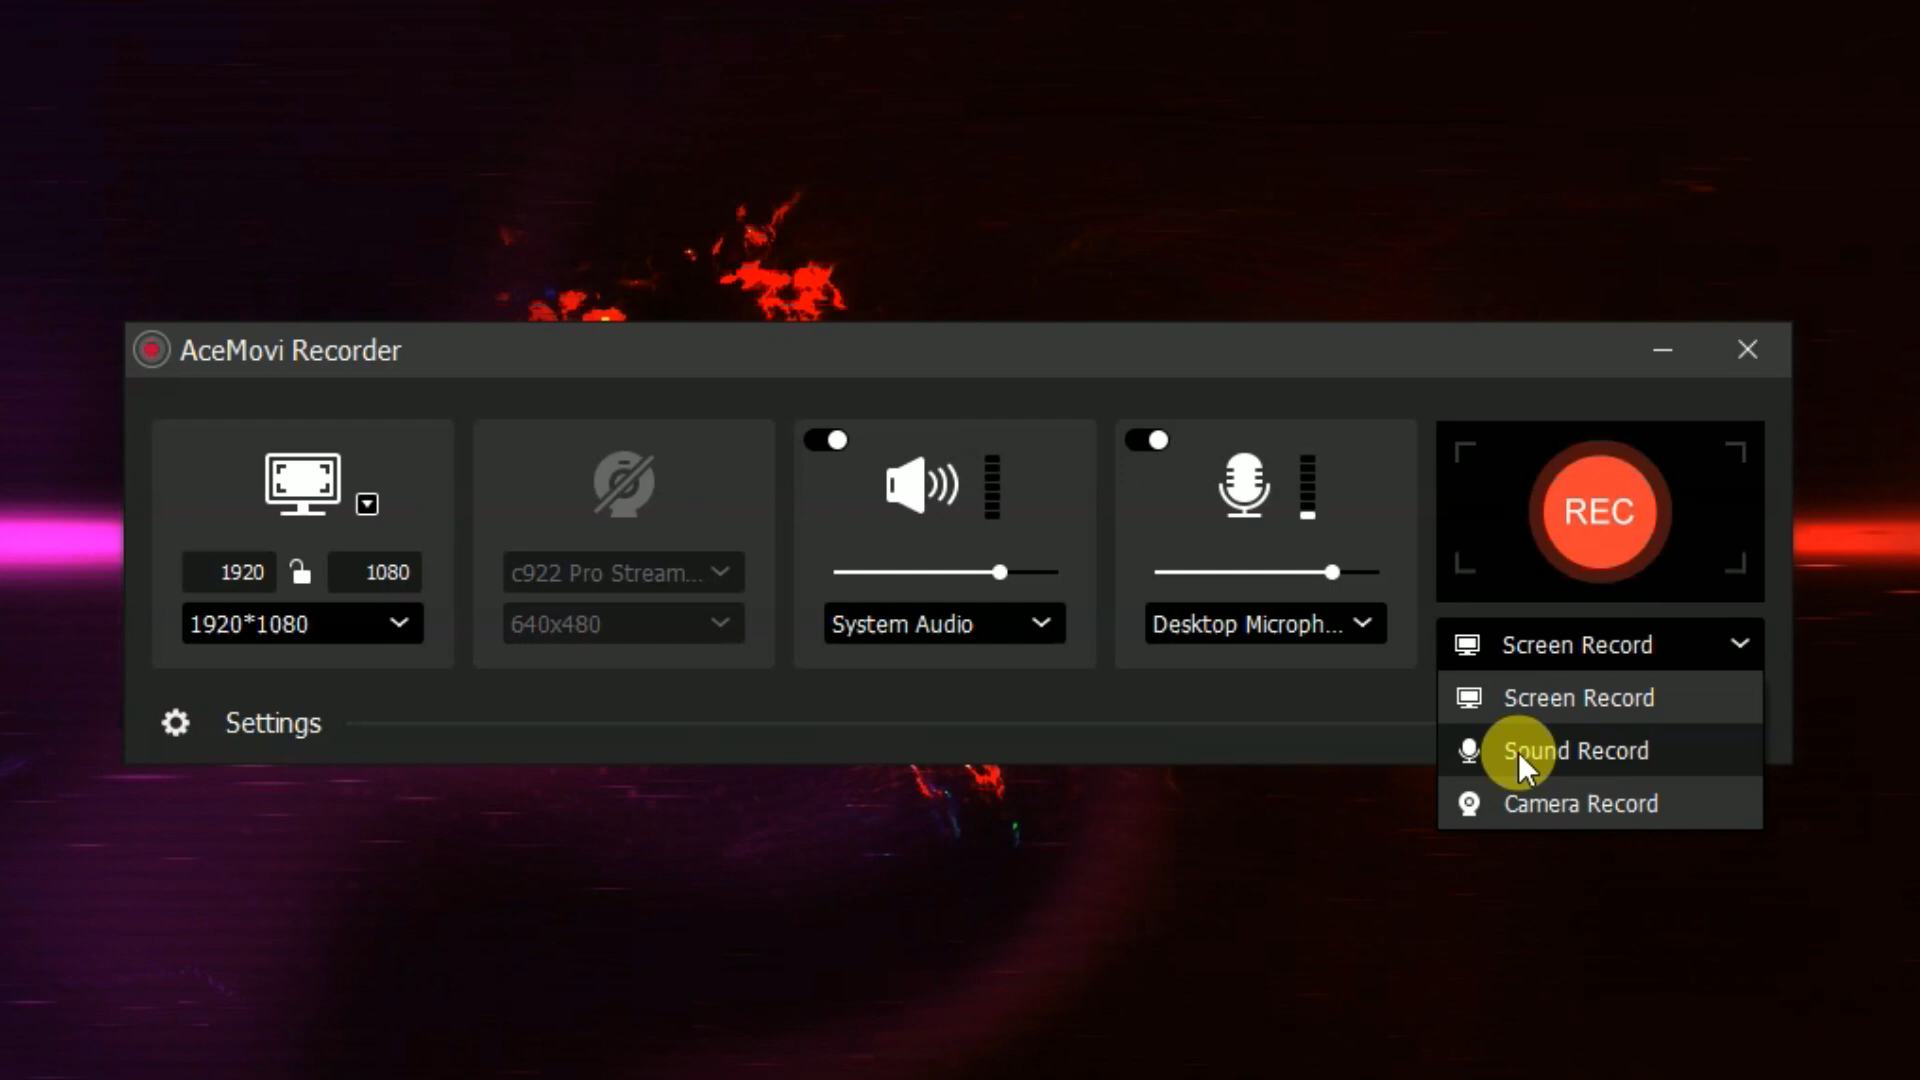 AceMovi Recorder
1920
1080
1920*1080
c922 Pro Stream...
640x480
System Audio
Desktop Microph...
REC
Screen Record
Screen Record
Sound Record
Camera Record
Settings